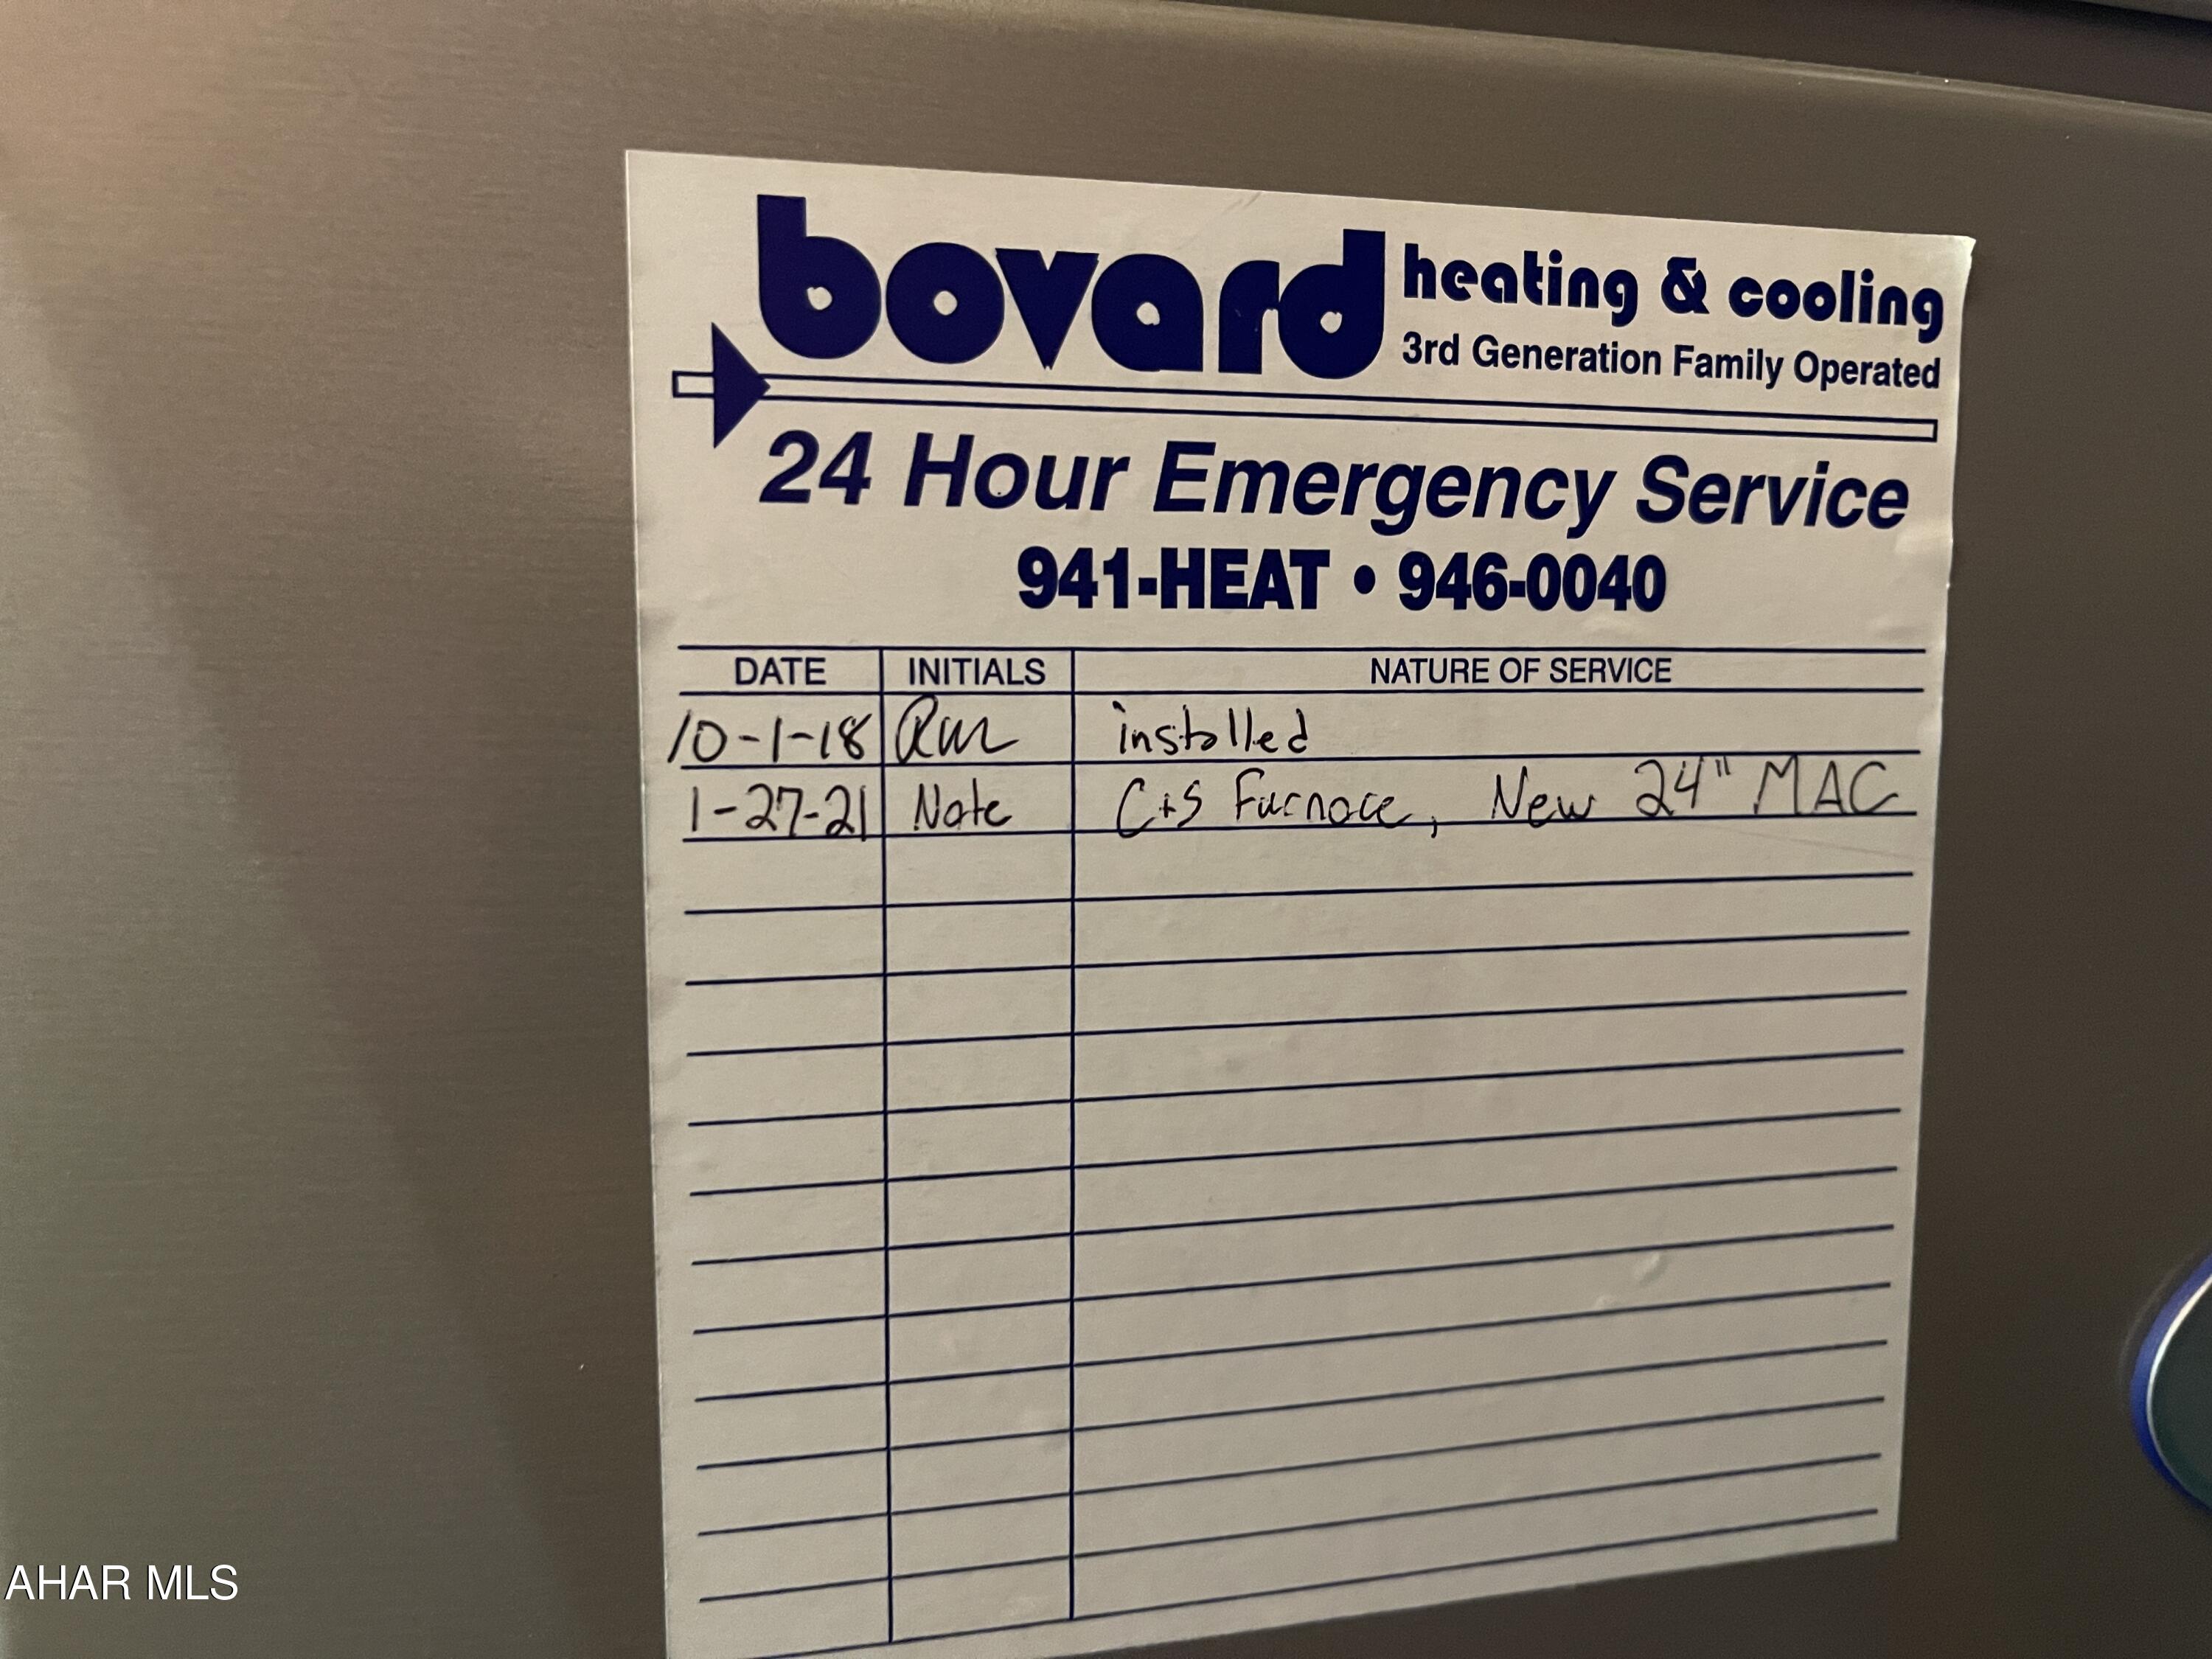 bovard heating & cooling
3rd Generation Family Operated
24 Hour Emergency Service
941-HEAT • 946-0040
DATE INITIALS NATURE OF SERVICE
10-1-18 installed
1-27-21 Nate C+S Furnace, New 24" MAC
AHAR MLS